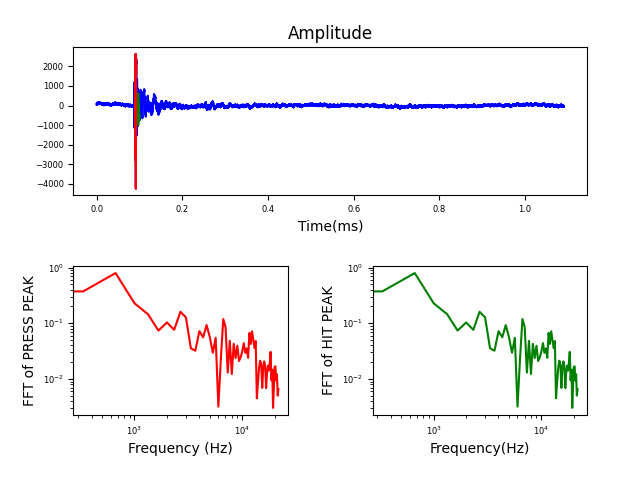 Amplitude
2000
1000
0
−1000
−2000
−3000
−4000
0.0 0.2 0.4 0.6 0.8 1.0
Time(ms)
FFT of PRESS PEAK
10⁰
10⁻¹
10⁻²
10³ 10⁴
Frequency (Hz)
FFT of HIT PEAK
10⁰
10⁻¹
10⁻²
10³ 10⁴
Frequency(Hz)